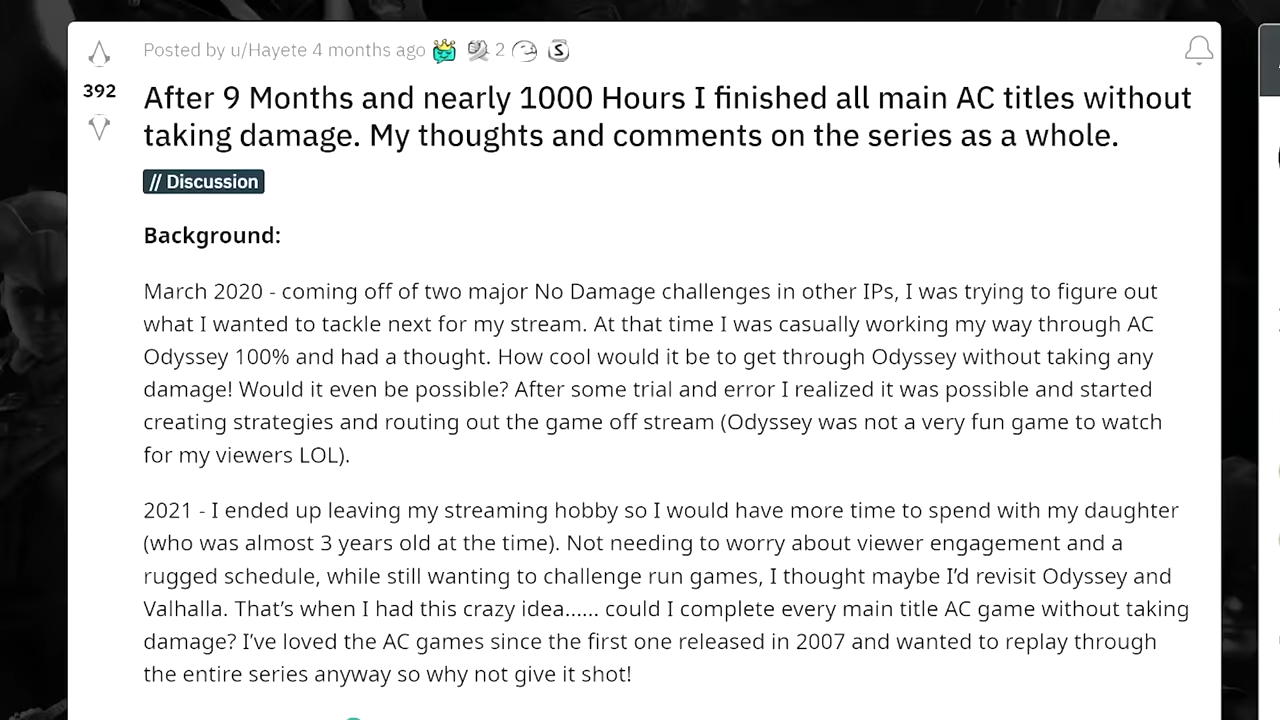 Posted by u/Hayete 4 months ago 2
392
After 9 Months and nearly 1000 Hours I finished all main AC titles without
taking damage. My thoughts and comments on the series as a whole.
// Discussion
Background:
March 2020 - coming off of two major No Damage challenges in other IPs, I was trying to figure out
what I wanted to tackle next for my stream. At that time I was casually working my way through AC
Odyssey 100% and had a thought. How cool would it be to get through Odyssey without taking any
damage! Would it even be possible? After some trial and error I realized it was possible and started
creating strategies and routing out the game off stream (Odyssey was not a very fun game to watch
for my viewers LOL).
2021 - I ended up leaving my streaming hobby so I would have more time to spend with my daughter
(who was almost 3 years old at the time). Not needing to worry about viewer engagement and a
rugged schedule, while still wanting to challenge run games, I thought maybe I’d revisit Odyssey and
Valhalla. That’s when I had this crazy idea...... could I complete every main title AC game without taking
damage? I’ve loved the AC games since the first one released in 2007 and wanted to replay through
the entire series anyway so why not give it shot!